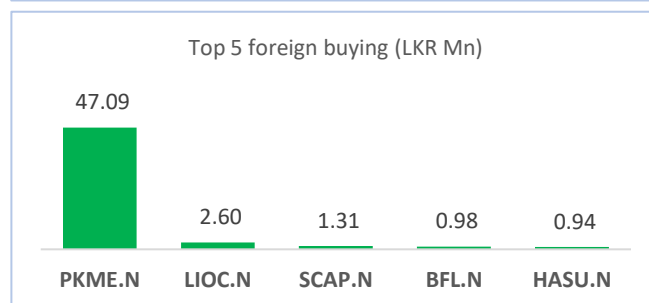 Top 5 foreign buying (LKR Mn)
47.09
2.60
1.31
0.98
0.94
PKME.N
LIOC.N
SCAP.N
BFL.N
HASU.N